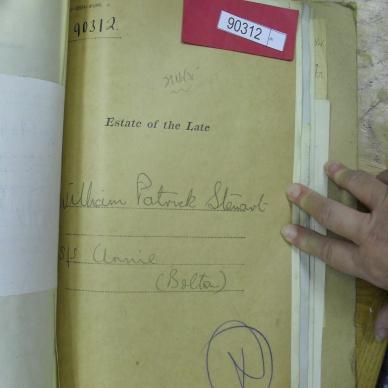 90312.
90312
Estate of the Late
William Patrick Stewart
s/s Annie
(Bolton)